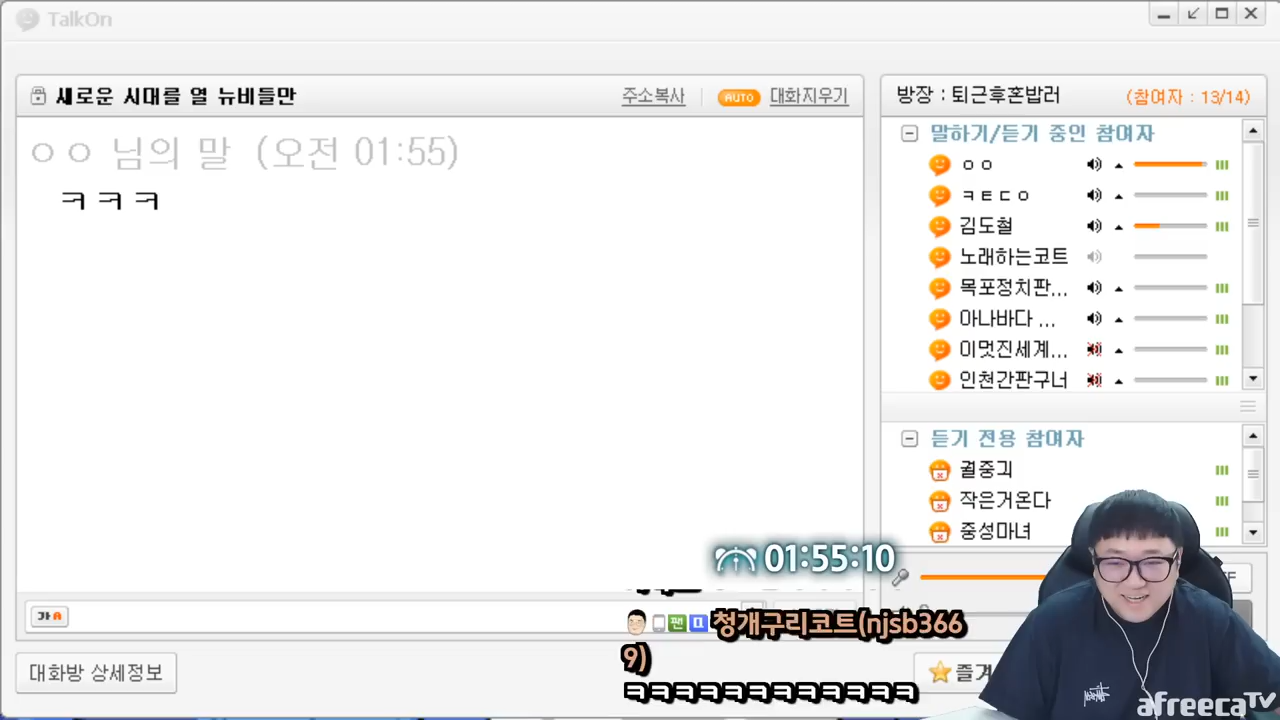 TalkOn
새로운 시대를 열 뉴비들만
주소복사
AUTO
대화지우기
ㅇㅇ 님의 말 (오전 01:55)
ㅋㅋㅋ
방장 : 퇴근후혼밥러
(참여자 : 13/14)
말하기/듣기 중인 참여자
ㅇㅇ
ㅋㅌㄷㅇ
김도철
노래하는코트
목포정치판...
아나바다 ...
이멋진세계...
인천간판구너
듣기 전용 참여자
궐중긔
작은거온다
중성마녀
01:55:10
가
팬
청개구리코트(njsb366
9)
ㅋㅋㅋㅋㅋㅋㅋㅋㅋㅋㅋㅋ
대화방 상세정보
afreecaTV